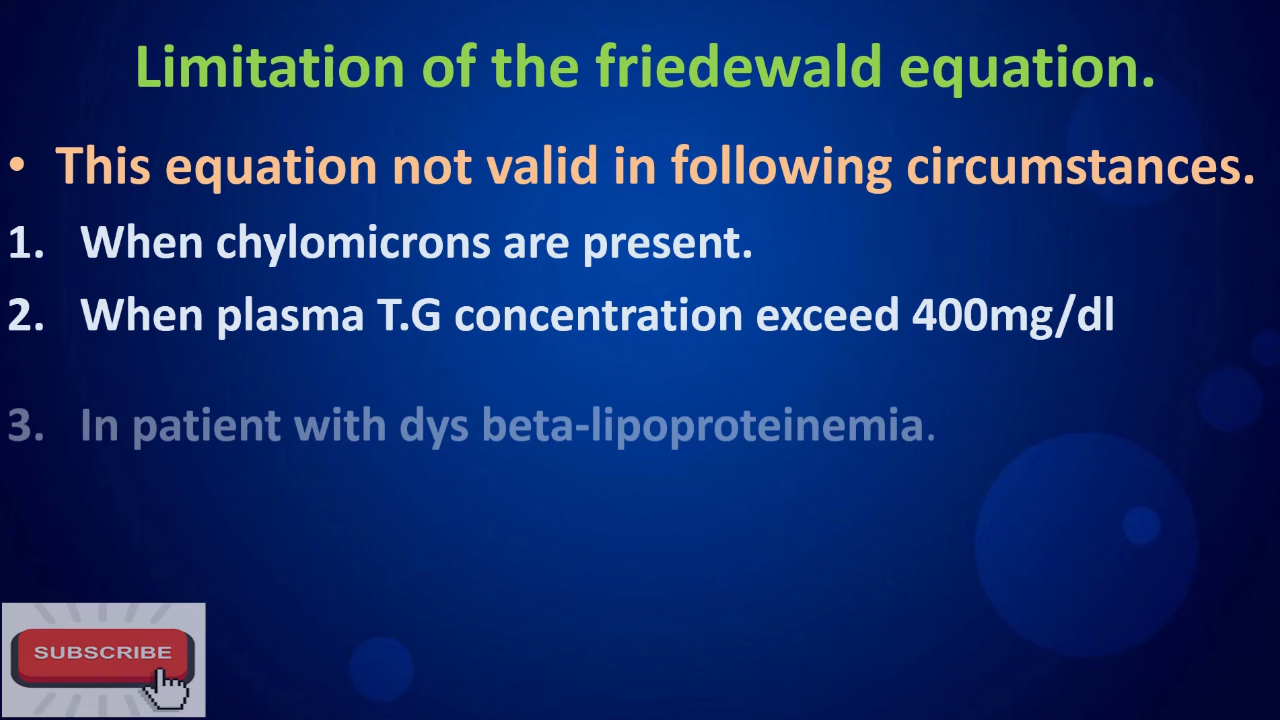 Limitation of the friedewald equation.
• This equation not valid in following circumstances.
1. When chylomicrons are present.
2. When plasma T.G concentration exceed 400mg/dl
3. In patient with dys beta-lipoproteinemia.
SUBSCRIBE